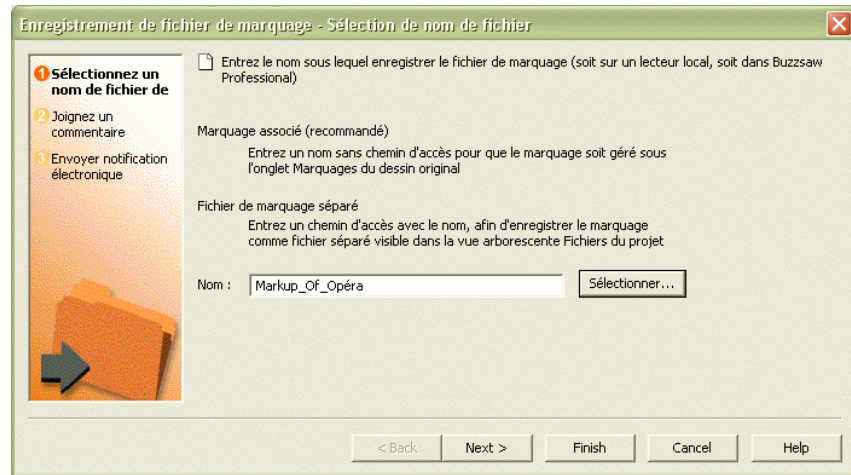 Enregistrement de fichier de marquage - Sélection de nom de fichier
1 Sélectionnez un
nom de fichier de
2 Joignez un
commentaire
3 Envoyer notification
électronique
Entrez le nom sous lequel enregistrer le fichier de marquage (soit sur un lecteur local, soit dans Buzzsaw
Professional)
Marquage associé (recommandé)
Entrez un nom sans chemin d'accès pour que le marquage soit géré sous
l'onglet Marquages du dessin original
Fichier de marquage séparé
Entrez un chemin d'accès avec le nom, afin d'enregistrer le marquage
comme fichier séparé visible dans la vue arborescente Fichiers du projet
Nom : Markup_Of_Opéra Sélectionner...
< Back Next > Finish Cancel Help